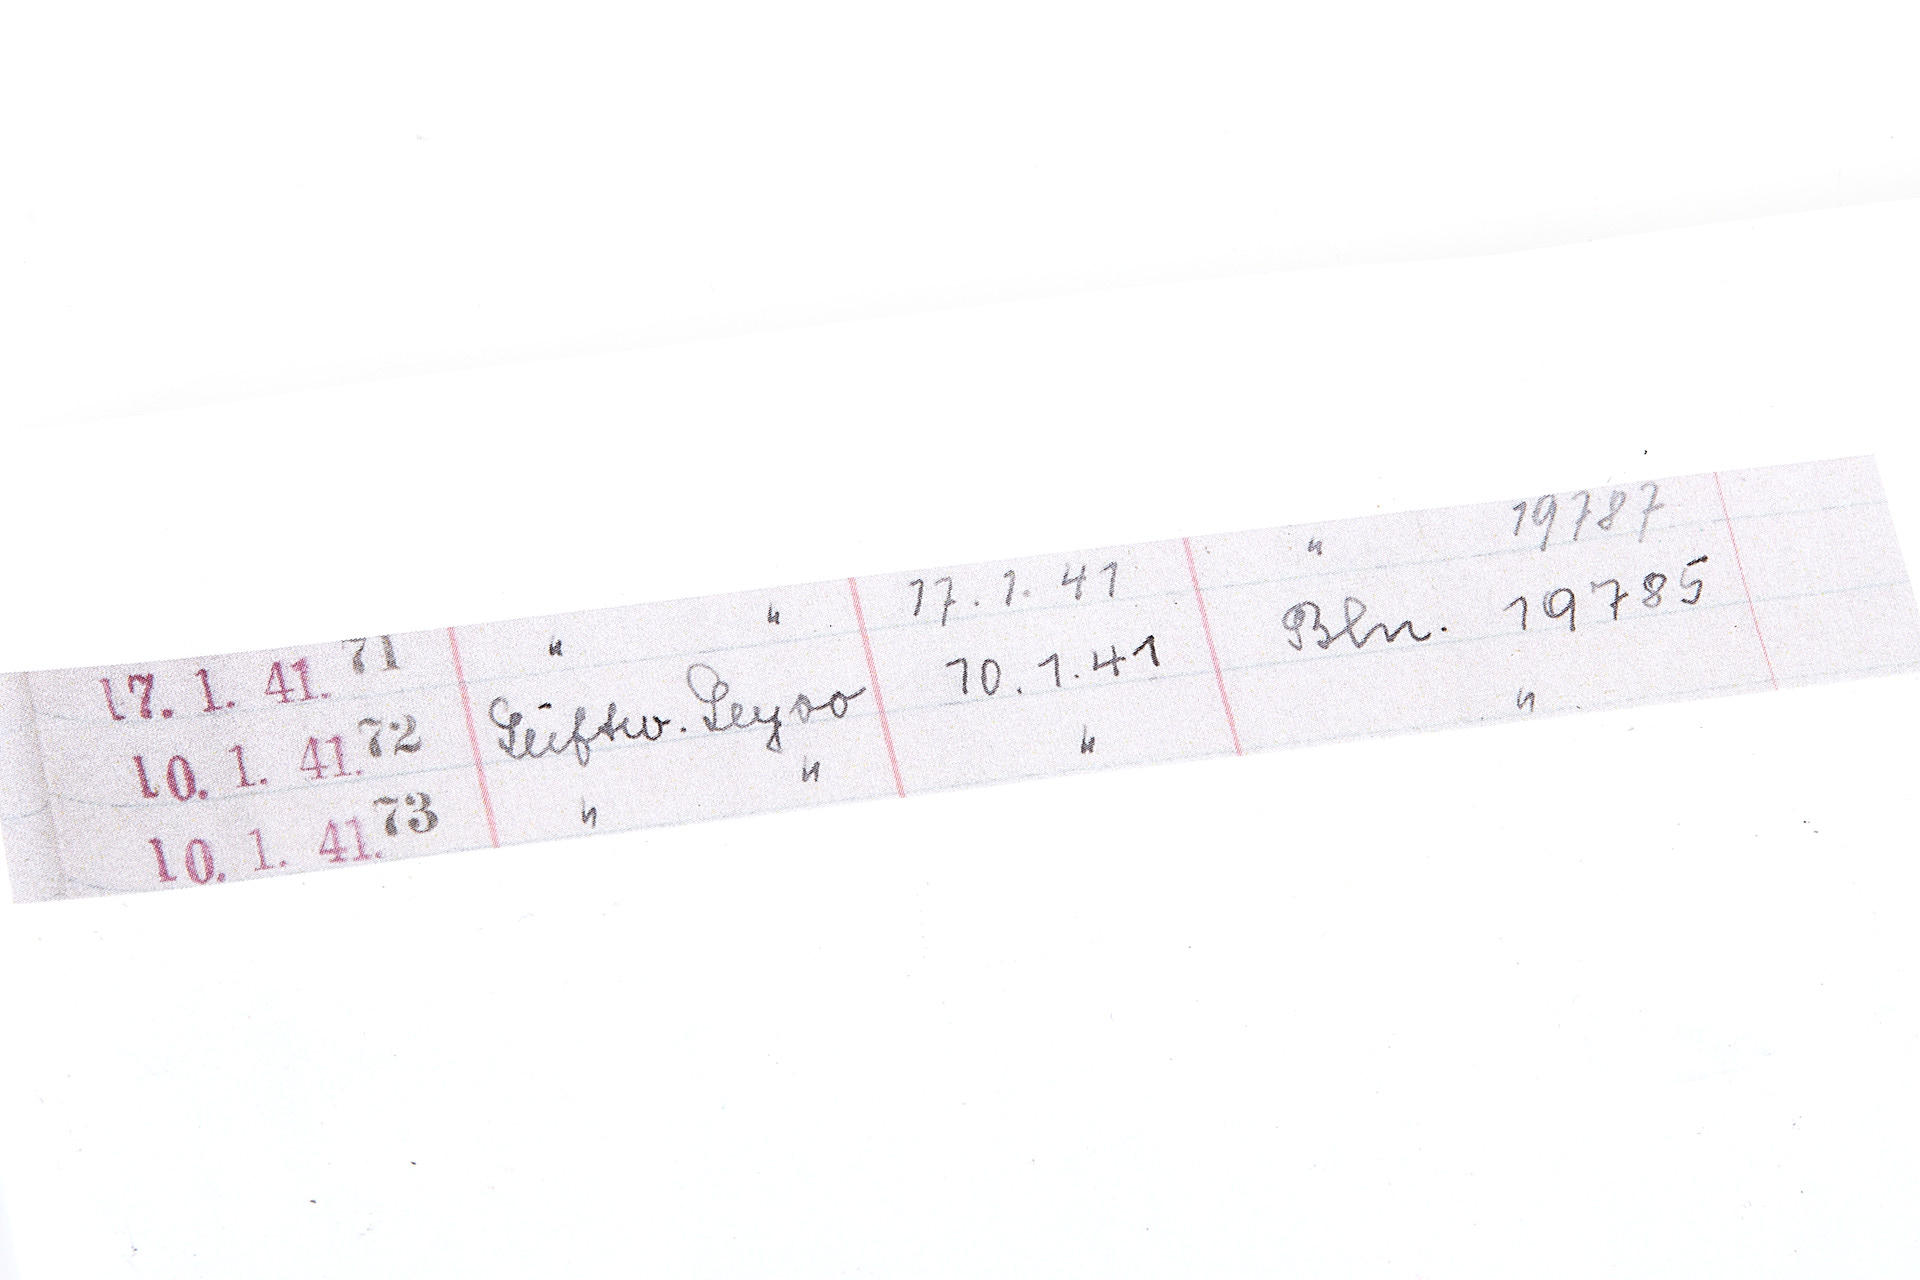 17. 1. 41. 71 " " 17. 1. 41 " 19787
10. 1. 41. 72 10. 1. 41 Bln. 19785
10. 1. 41. 73 " " " "